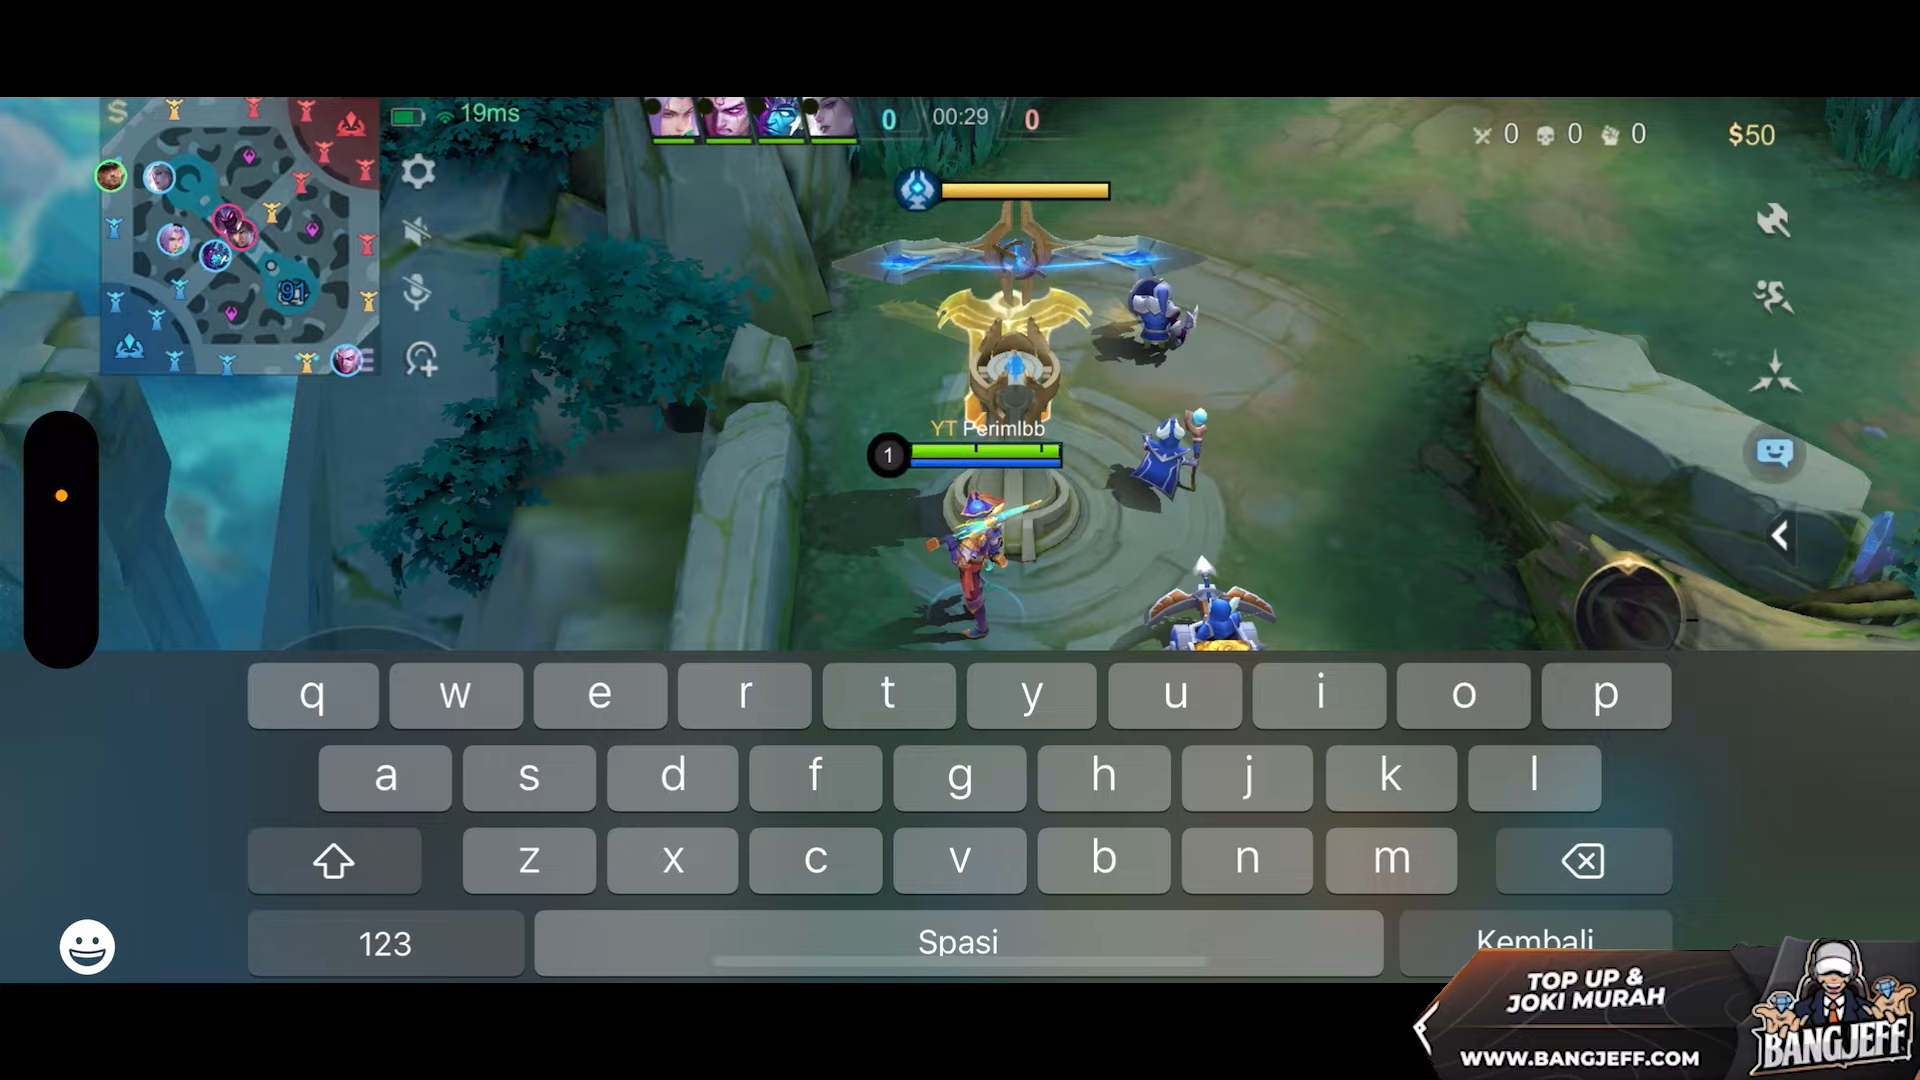 19ms
0 00:29 0
0 0 0
$50
91
YT Perimlbb
1
q w e r t y u i o p
a s d f g h j k l
z x c v b n m
123 Spasi Kembali
TOP UP &
JOKI MURAH
WWW.BANGJEFF.COM
BANGJEFF